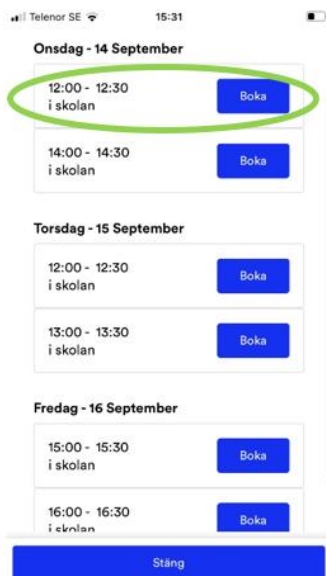 Telenor SE 15:31
Onsdag - 14 September
12:00 - 12:30
i skolan
Boka
14:00 - 14:30
i skolan
Boka
Torsdag - 15 September
12:00 - 12:30
i skolan
Boka
13:00 - 13:30
i skolan
Boka
Fredag - 16 September
15:00 - 15:30
i skolan
Boka
16:00 - 16:30
i skolan
Boka
Stäng